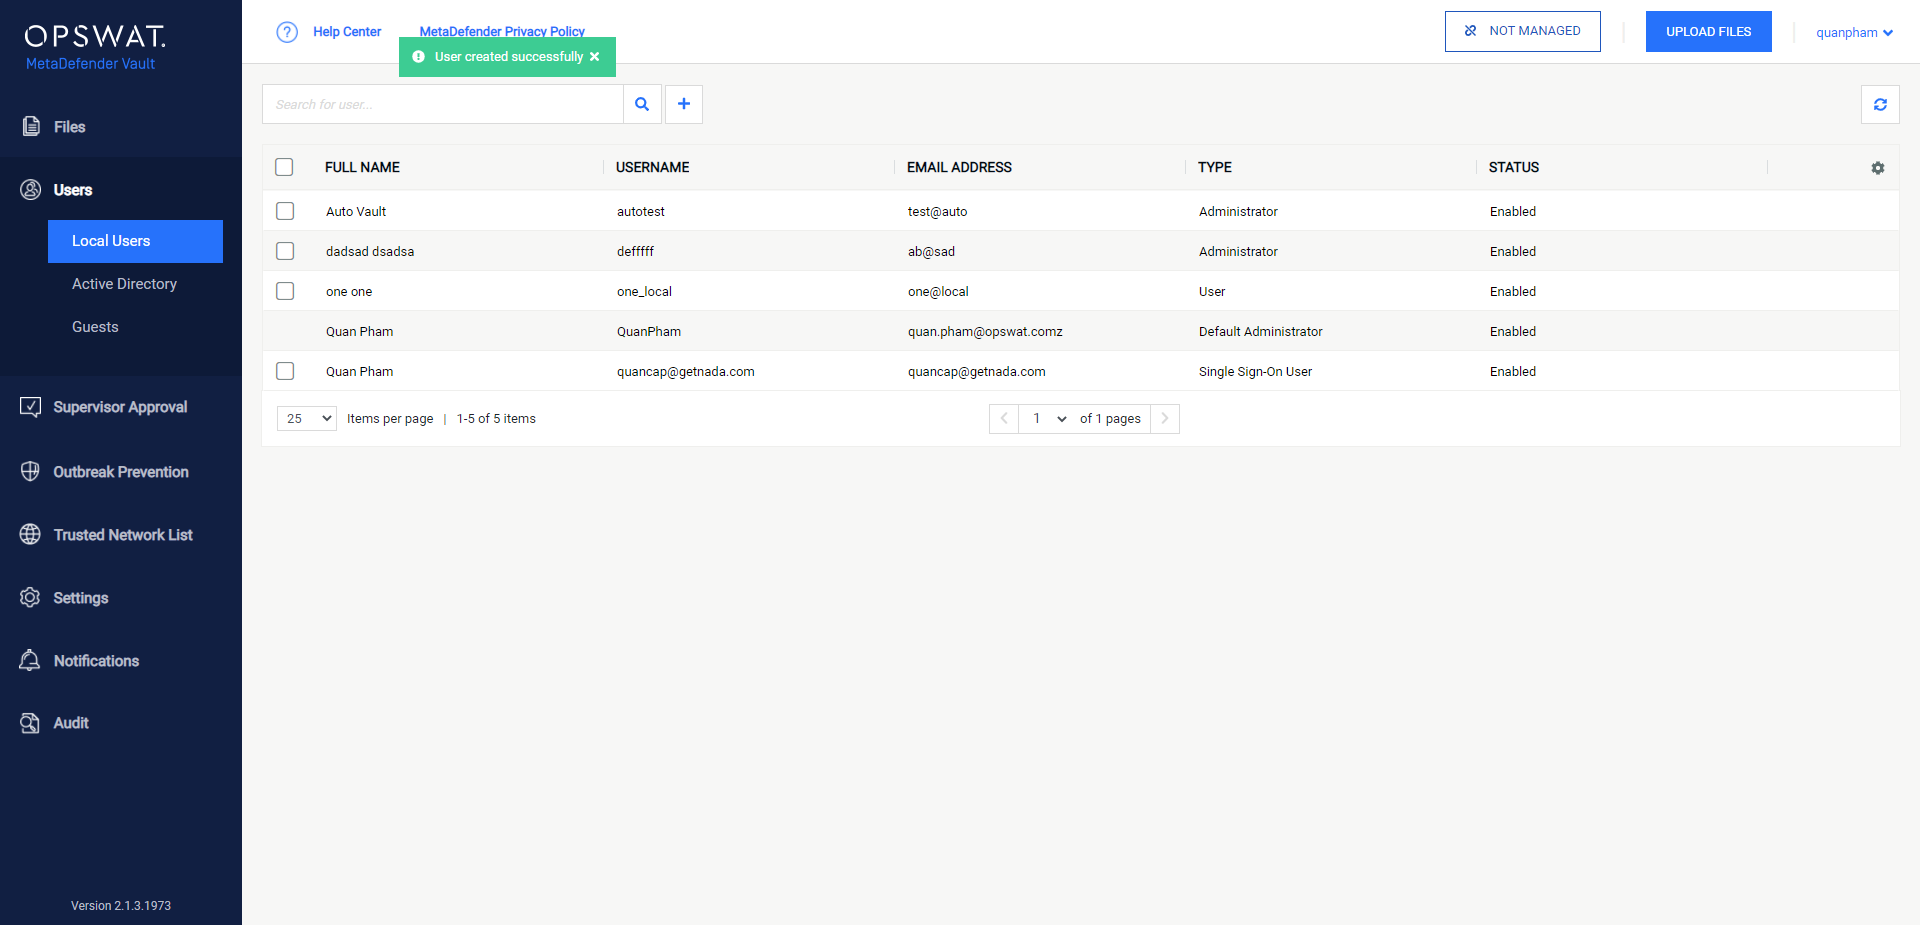 OPSWAT.
MetaDefender Vault
Files
Users
Local Users
Active Directory
Guests
Supervisor Approval
Outbreak Prevention
Trusted Network List
Settings
Notifications
Audit
Version 2.1.3.1973
? Help Center MetaDefender Privacy Policy
User created successfully
NOT MANAGED UPLOAD FILES quanpham
Search for user...
FULL NAME USERNAME EMAIL ADDRESS TYPE STATUS
Auto Vault autotest test@auto Administrator Enabled
dadsad dsadsa defffff ab@sad Administrator Enabled
one one one_local one@local User Enabled
Quan Pham QuanPham quan.pham@opswat.comz Default Administrator Enabled
Quan Pham quancap@getnada.com quancap@getnada.com Single Sign-On User Enabled
25 Items per page | 1-5 of 5 items 1 of 1 pages